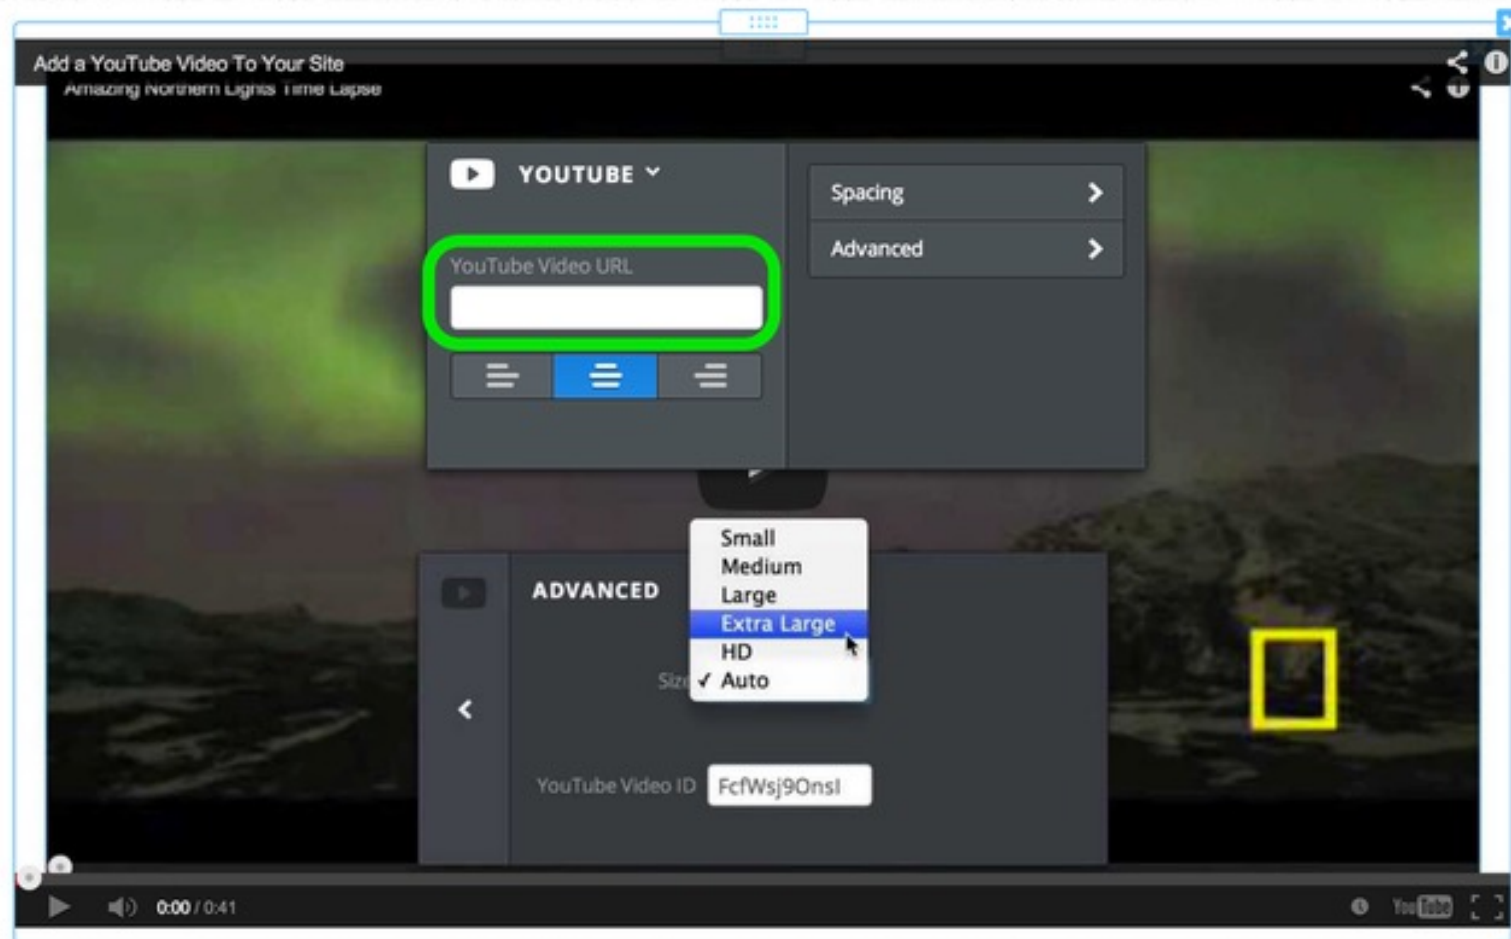 Add a YouTube Video To Your Site
Amazing Northern Lights Time Lapse
YOUTUBE
YouTube Video URL
Spacing
Advanced
Small
Medium
Large
Extra Large
HD
✓ Auto
ADVANCED
Size
YouTube Video ID
FcfWsj9OnsI
0:00 / 0:41
YouTube